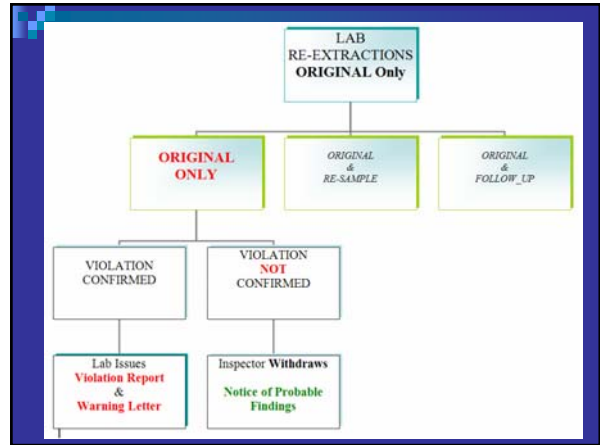 LAB
RE-EXTRACTIONS
ORIGINAL Only
ORIGINAL
ONLY
ORIGINAL
&
RE-SAMPLE
ORIGINAL
&
FOLLOW_UP
VIOLATION
CONFIRMED
VIOLATION
NOT
CONFIRMED
Lab Issues
Violation Report
&
Warning Letter
Inspector Withdraws
Notice of Probable
Findings